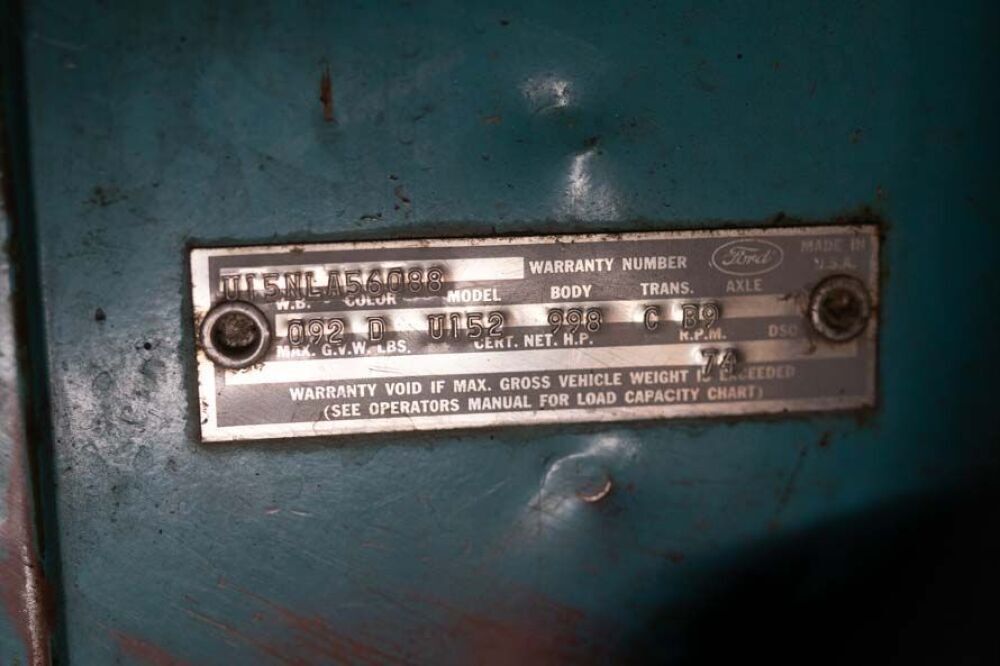 Ford MADE IN
WARRANTY NUMBER U.S.A.
U15NLA56088
W.B. COLOR MODEL BODY TRANS. AXLE
092 D U152 998 C B9
MAX. G.V.W. LBS. CERT. NET. H.P. R.P.M. DSO
74
WARRANTY VOID IF MAX. GROSS VEHICLE WEIGHT IS EXCEEDED
(SEE OPERATORS MANUAL FOR LOAD CAPACITY CHART)